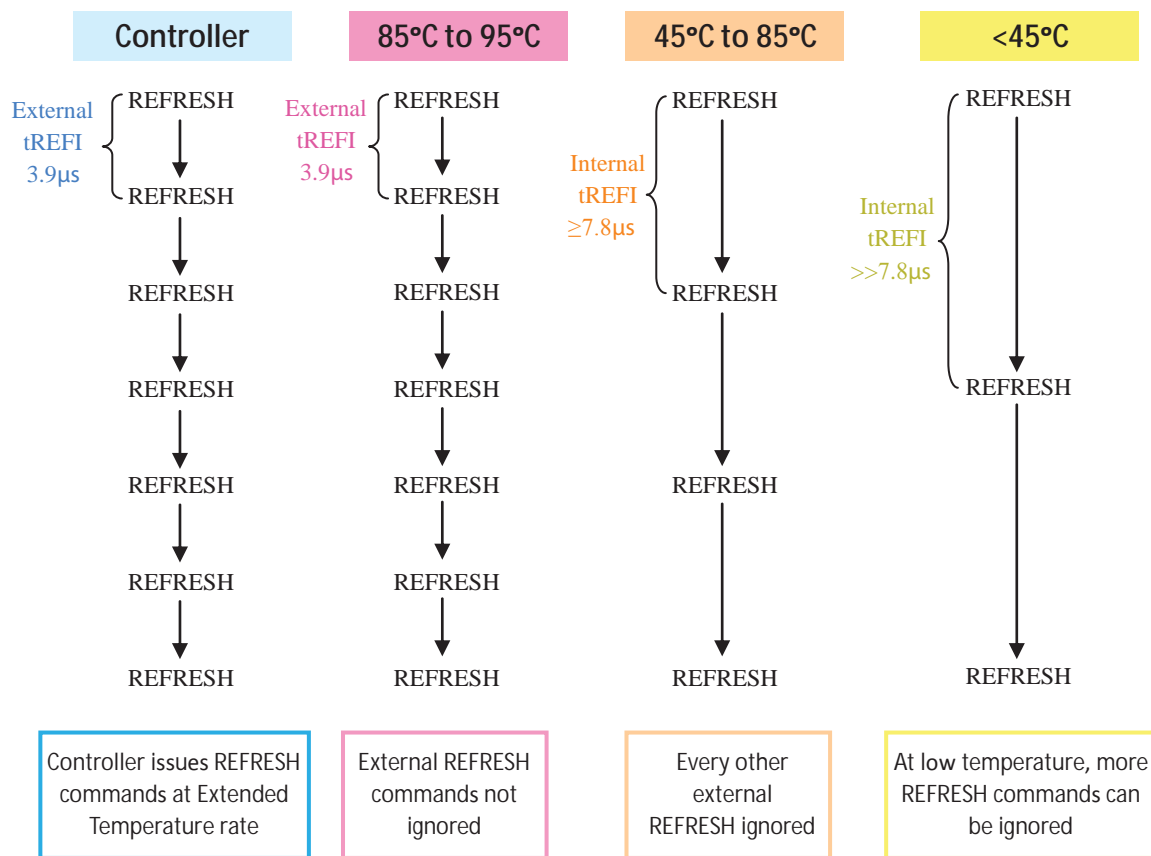 Controller
85°C to 95°C
45°C to 85°C
<45°C
External
tREFI
3.9µs
REFRESH
REFRESH
REFRESH
REFRESH
REFRESH
REFRESH
REFRESH
Controller issues REFRESH
commands at Extended
Temperature rate
External
tREFI
3.9µs
REFRESH
REFRESH
REFRESH
REFRESH
REFRESH
REFRESH
REFRESH
External REFRESH
commands not
ignored
Internal
tREFI
≥7.8µs
REFRESH
REFRESH
REFRESH
REFRESH
Every other
external
REFRESH ignored
Internal
tREFI
>>7.8µs
REFRESH
REFRESH
REFRESH
At low temperature, more
REFRESH commands can
be ignored